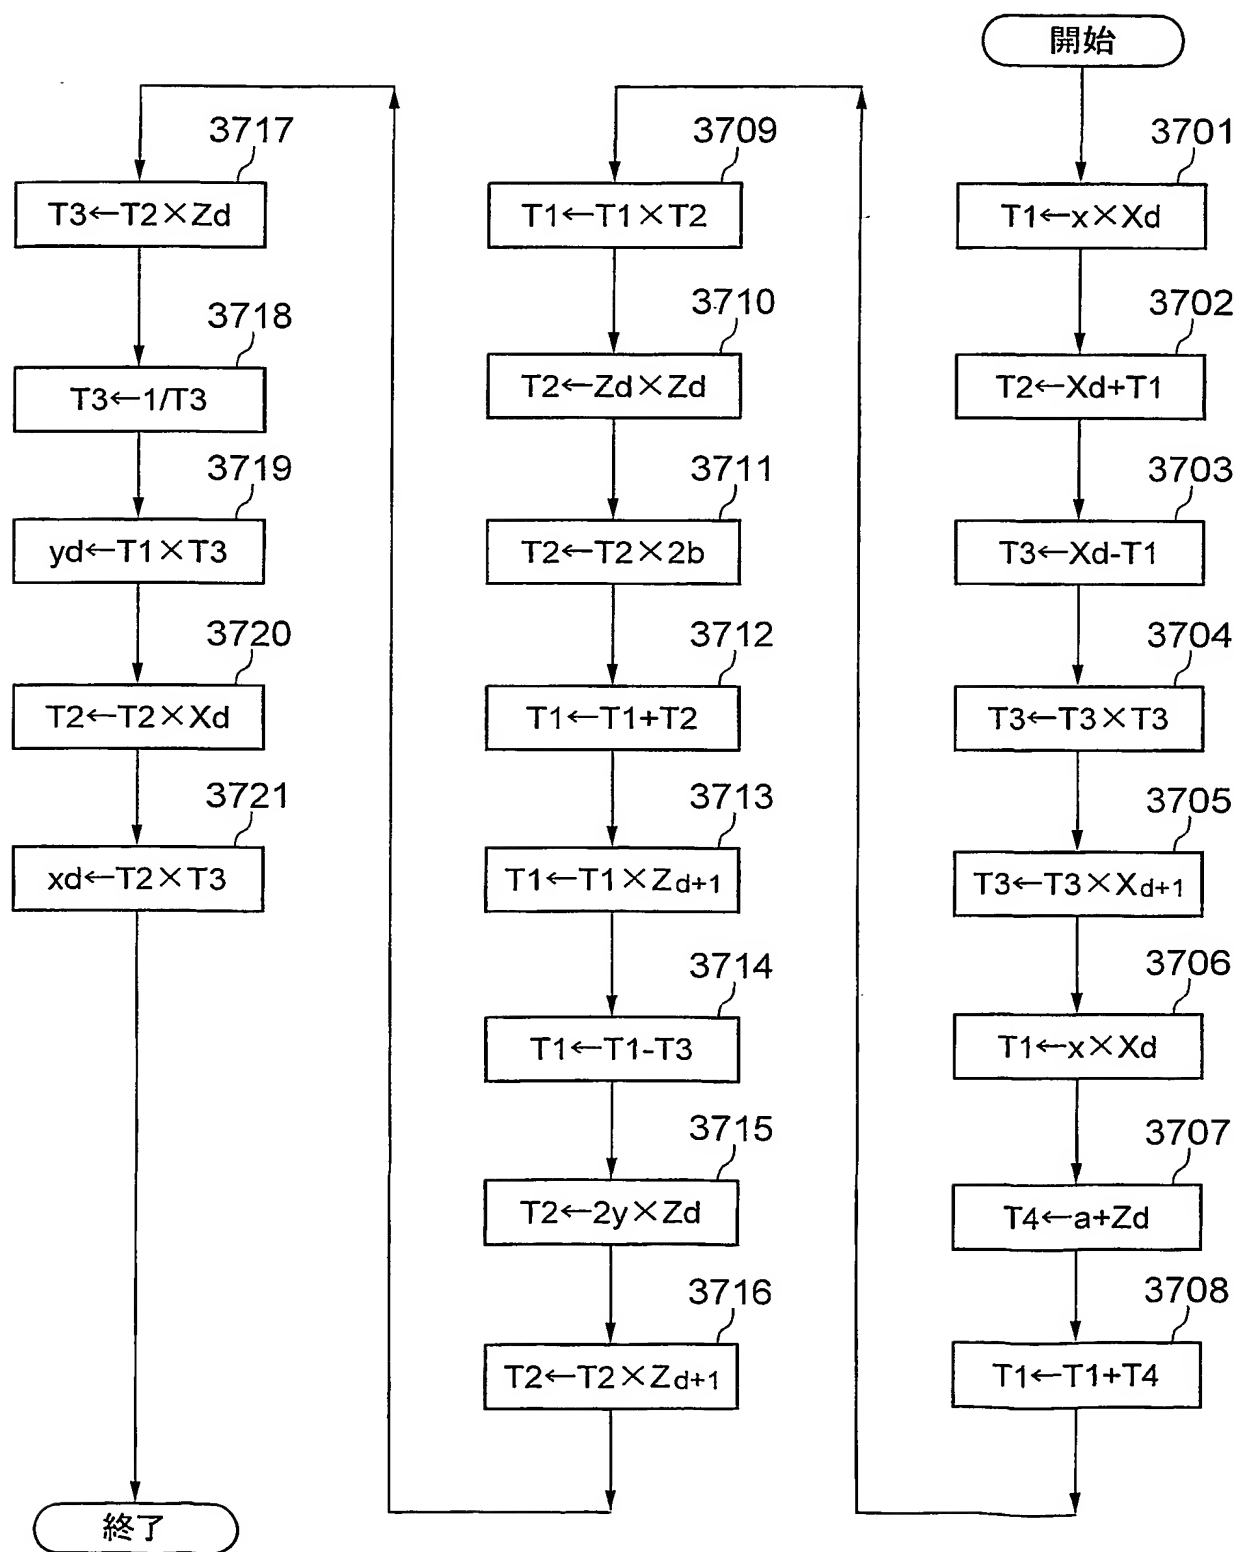 開始
3701
T1←x×Xd
3702
T2←Xd+T1
3703
T3←Xd-T1
3704
T3←T3×T3
3705
T3←T3×Xd+1
3706
T1←x×Xd
3707
T4←a+Zd
3708
T1←T1+T4
3709
T1←T1×T2
3710
T2←Zd×Zd
3711
T2←T2×2b
3712
T1←T1+T2
3713
T1←T1×Zd+1
3714
T1←T1-T3
3715
T2←2y×Zd
3716
T2←T2×Zd+1
3717
T3←T2×Zd
3718
T3←1/T3
3719
yd←T1×T3
3720
T2←T2×Xd
3721
xd←T2×T3
終了